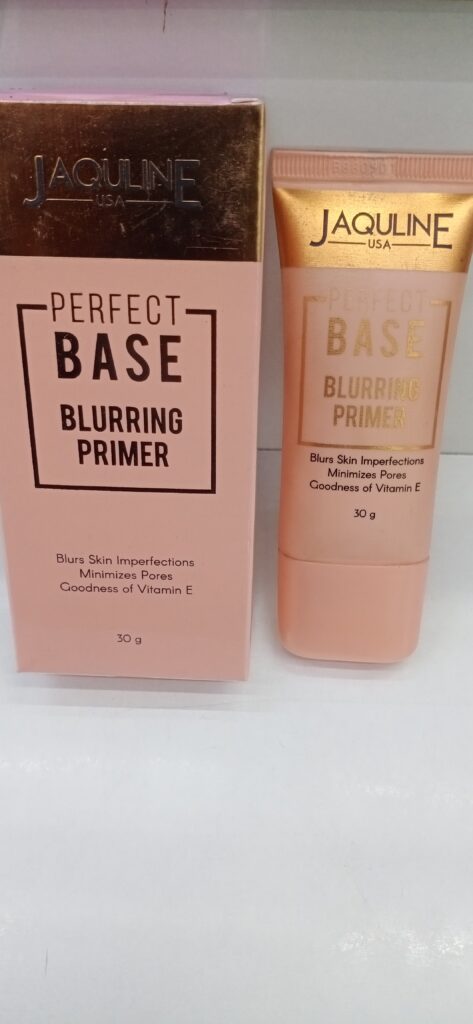 JAQULINE
USA
PERFECT
BASE
BLURRING
PRIMER
Blurs Skin Imperfections
Minimizes Pores
Goodness of Vitamin E
30 g
JAQULINE
USA
PERFECT
BASE
BLURRING
PRIMER
Blurs Skin Imperfections
Minimizes Pores
Goodness of Vitamin E
30 g